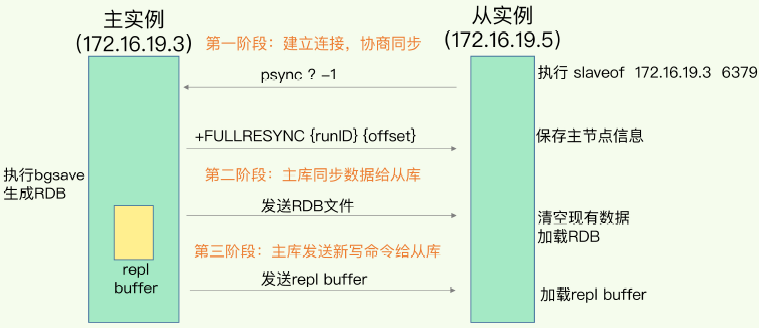 主实例
(172.16.19.3)
从实例
(172.16.19.5)
第一阶段：建立连接，协商同步
psync ? -1
执行 slaveof 172.16.19.3 6379
+FULLRESYNC {runID} {offset}
保存主节点信息
执行bgsave
生成RDB
第二阶段：主库同步数据给从库
发送RDB文件
清空现有数据
加载RDB
第三阶段：主库发送新写命令给从库
repl
buffer
发送repl buffer
加载repl buffer